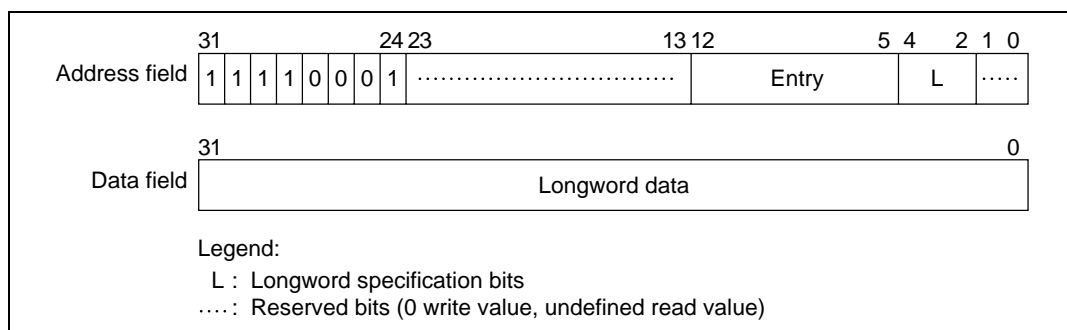 31 24 23 13 12 5 4 2 1 0
Address field 1 1 1 1 0 0 0 1 ................................ Entry L .....
31 0
Data field Longword data
Legend:
L : Longword specification bits
.... : Reserved bits (0 write value, undefined read value)